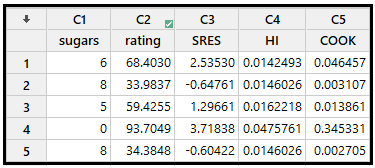 C1 C2 C3 C4 C5
sugars rating SRES HI COOK
1 6 68.4030 2.53530 0.0142493 0.046457
2 8 33.9837 -0.64761 0.0146026 0.003107
3 5 59.4255 1.29661 0.0162218 0.013861
4 0 93.7049 3.71838 0.0475761 0.345331
5 8 34.3848 -0.60422 0.0146026 0.002705